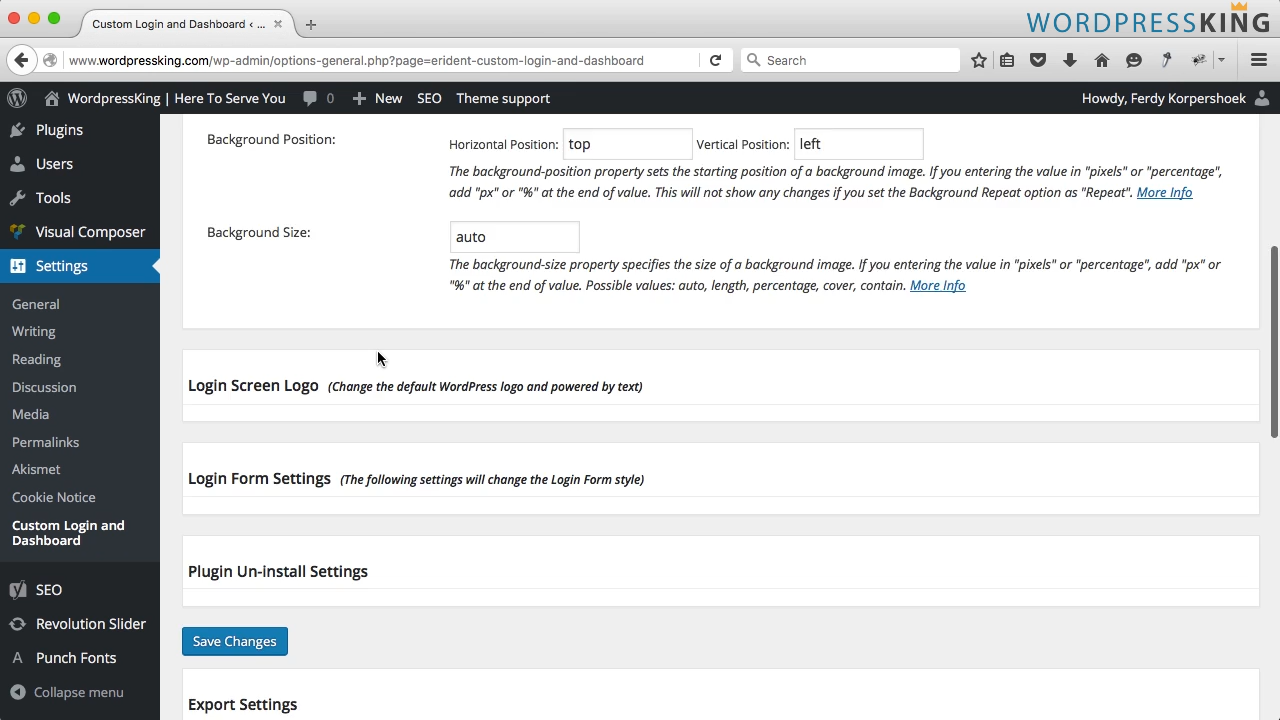 Custom Login and Dashboard ‹ ...
WORDPRESSKING
www.wordpressking.com/wp-admin/options-general.php?page=erident-custom-login-and-dashboard
Search
WordpressKing | Here To Serve You
0
New
SEO
Theme support
Howdy, Ferdy Korpershoek
Plugins
Users
Tools
Visual Composer
Settings
General
Writing
Reading
Discussion
Media
Permalinks
Akismet
Cookie Notice
Custom Login and
Dashboard
SEO
Revolution Slider
Punch Fonts
Collapse menu
Background Position:
Horizontal Position: top Vertical Position: left
The background-position property sets the starting position of a background image. If you entering the value in "pixels" or "percentage",
add "px" or "%" at the end of value. This will not show any changes if you set the Background Repeat option as "Repeat". More Info
Background Size:
auto
The background-size property specifies the size of a background image. If you entering the value in "pixels" or "percentage", add "px" or
"%" at the end of value. Possible values: auto, length, percentage, cover, contain. More Info
Login Screen Logo (Change the default WordPress logo and powered by text)
Login Form Settings (The following settings will change the Login Form style)
Plugin Un-install Settings
Save Changes
Export Settings